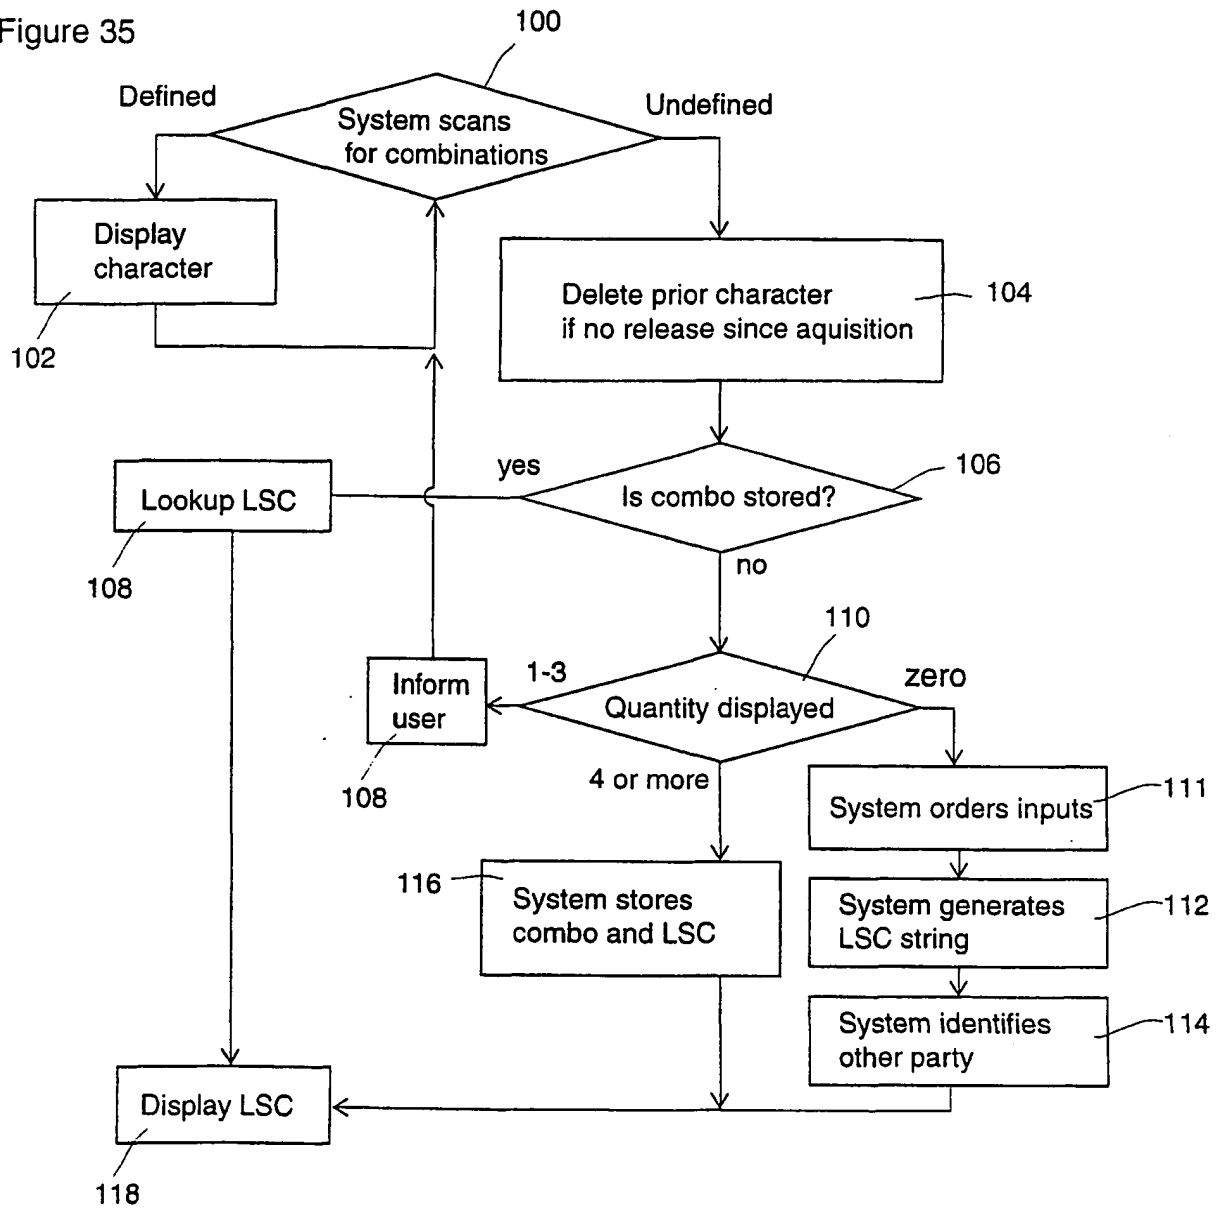 Figure 35
100
Defined
Undefined
System scans
for combinations
Display
character
102
Delete prior character
if no release since aquisition
104
yes
106
Lookup LSC
Is combo stored?
108
no
110
1-3
zero
Inform
user
Quantity displayed
108
4 or more
System orders inputs
111
116
System stores
combo and LSC
System generates
LSC string
112
System identifies
other party
114
Display LSC
118